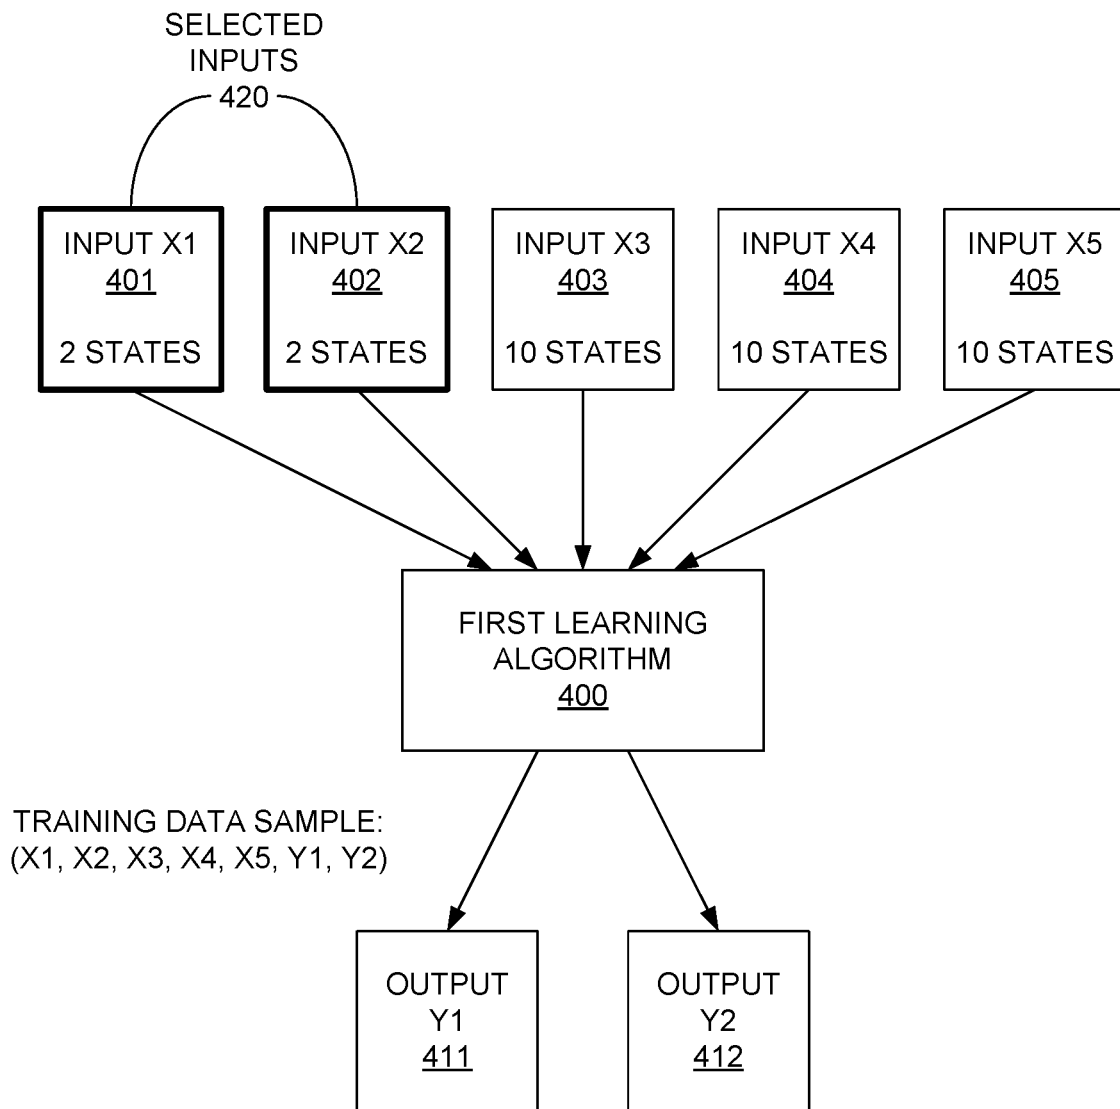 SELECTED
INPUTS
420
INPUT X1
401
2 STATES
INPUT X2
402
2 STATES
INPUT X3
403
10 STATES
INPUT X4
404
10 STATES
INPUT X5
405
10 STATES
FIRST LEARNING
ALGORITHM
400
TRAINING DATA SAMPLE:
(X1, X2, X3, X4, X5, Y1, Y2)
OUTPUT
Y1
411
OUTPUT
Y2
412